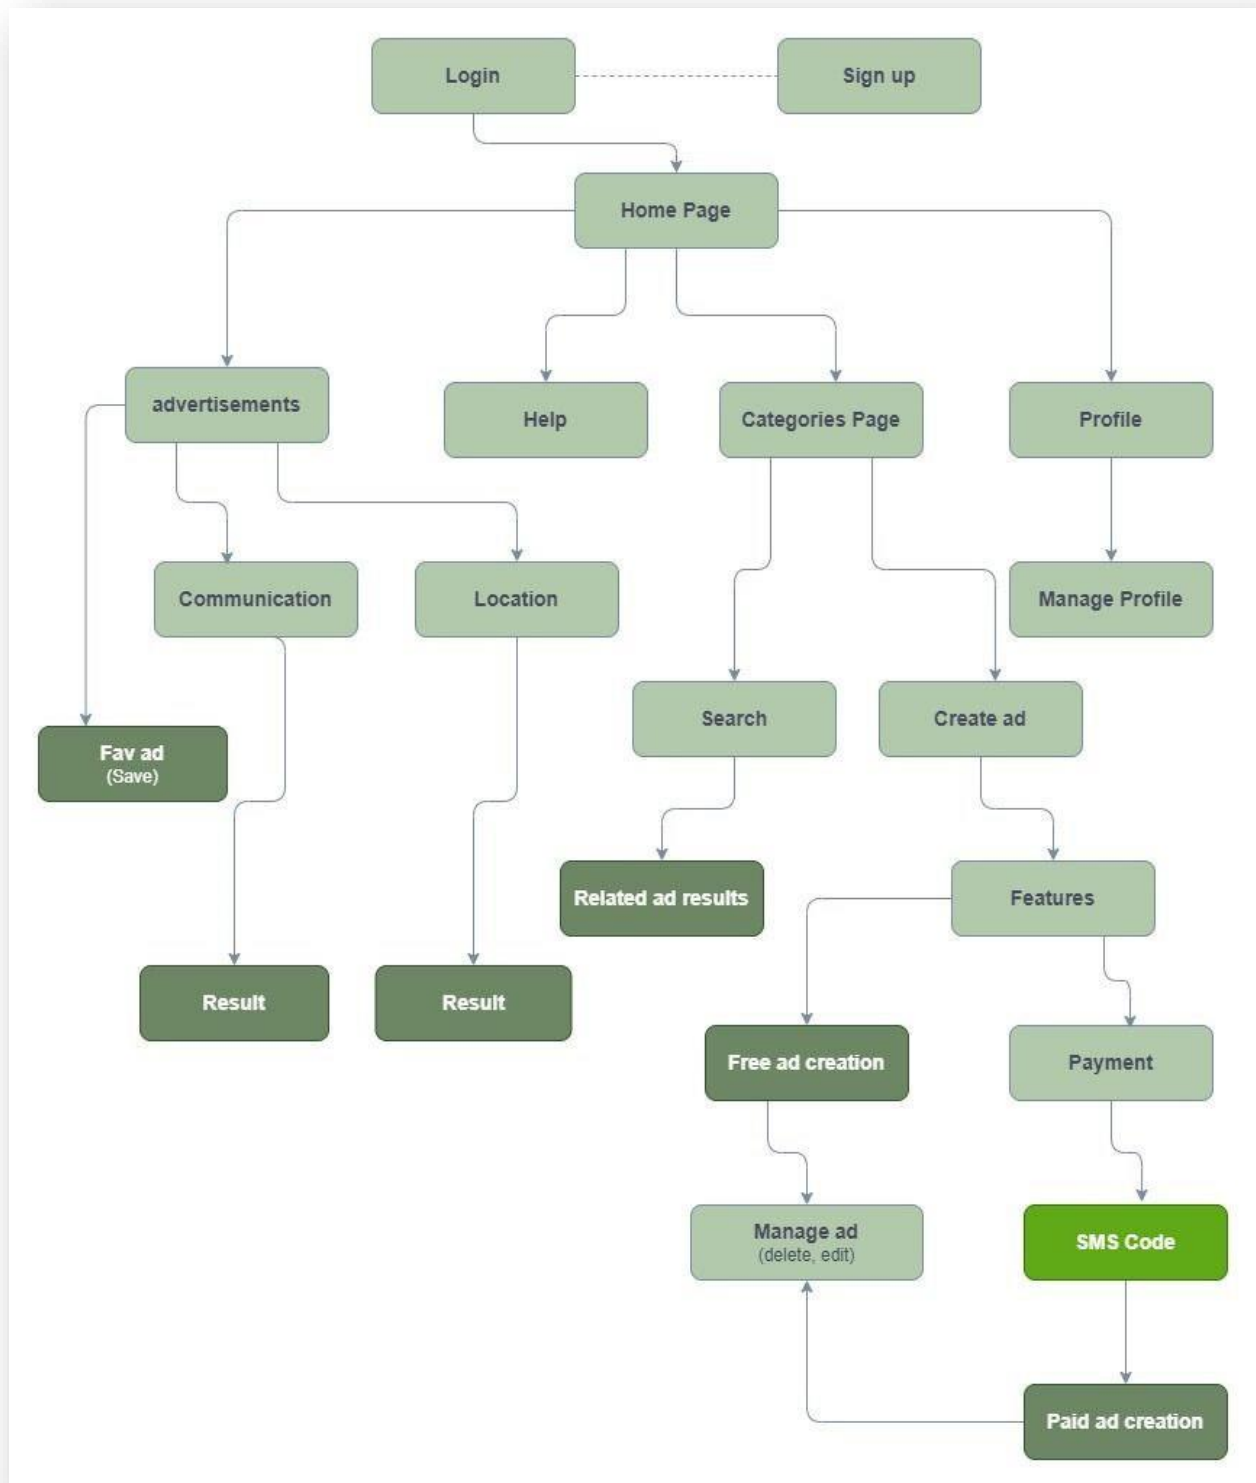 Login
Sign up
Home Page
advertisements
Help
Categories Page
Profile
Communication
Location
Manage Profile
Search
Create ad
Fav ad
(Save)
Related ad results
Features
Result
Result
Free ad creation
Payment
Manage ad
(delete, edit)
SMS Code
Paid ad creation